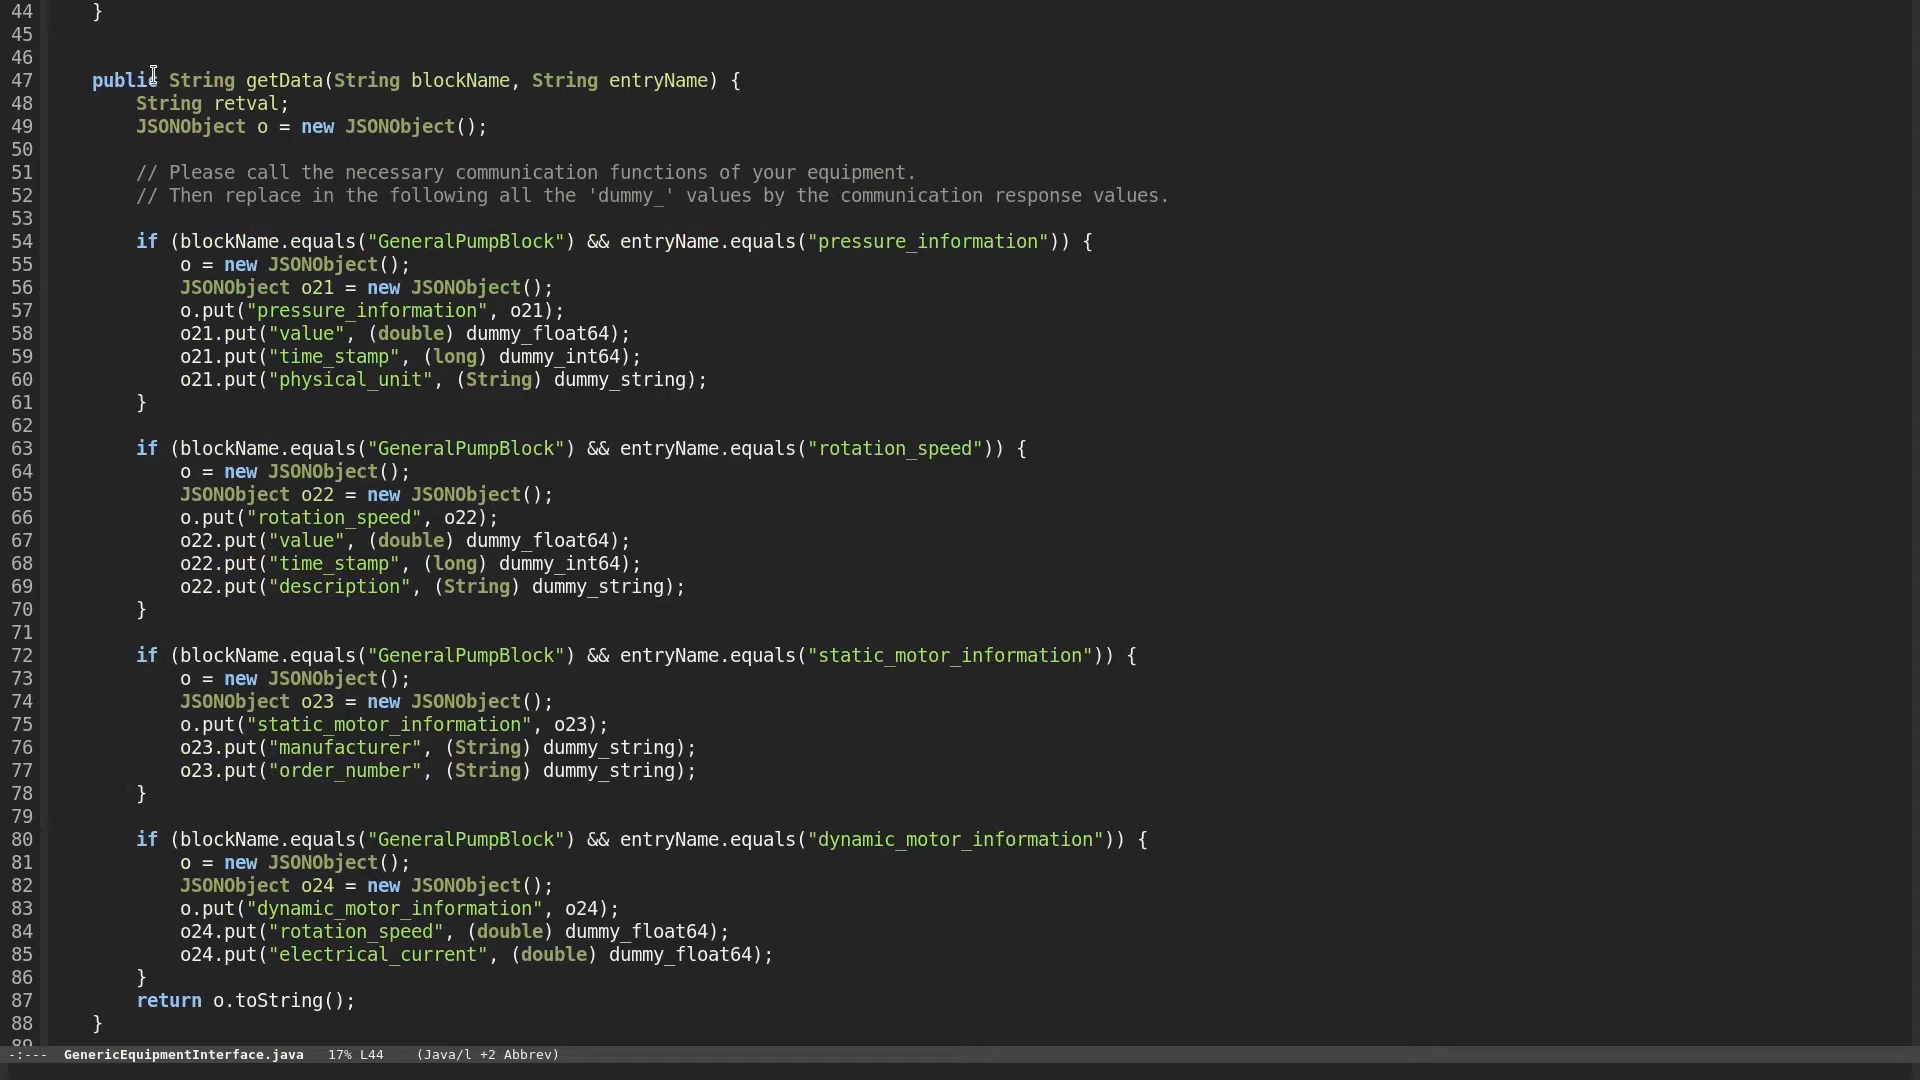 44    }
45
46
47    public String getData(String blockName, String entryName) {
48        String retval;
49        JSONObject o = new JSONObject();
50
51        // Please call the necessary communication functions of your equipment.
52        // Then replace in the following all the 'dummy_' values by the communication response values.
53
54        if (blockName.equals("GeneralPumpBlock") && entryName.equals("pressure_information")) {
55            o = new JSONObject();
56            JSONObject o21 = new JSONObject();
57            o.put("pressure_information", o21);
58            o21.put("value", (double) dummy_float64);
59            o21.put("time_stamp", (long) dummy_int64);
60            o21.put("physical_unit", (String) dummy_string);
61        }
62
63        if (blockName.equals("GeneralPumpBlock") && entryName.equals("rotation_speed")) {
64            o = new JSONObject();
65            JSONObject o22 = new JSONObject();
66            o.put("rotation_speed", o22);
67            o22.put("value", (double) dummy_float64);
68            o22.put("time_stamp", (long) dummy_int64);
69            o22.put("description", (String) dummy_string);
70        }
71
72        if (blockName.equals("GeneralPumpBlock") && entryName.equals("static_motor_information")) {
73            o = new JSONObject();
74            JSONObject o23 = new JSONObject();
75            o.put("static_motor_information", o23);
76            o23.put("manufacturer", (String) dummy_string);
77            o23.put("order_number", (String) dummy_string);
78        }
79
80        if (blockName.equals("GeneralPumpBlock") && entryName.equals("dynamic_motor_information")) {
81            o = new JSONObject();
82            JSONObject o24 = new JSONObject();
83            o.put("dynamic_motor_information", o24);
84            o24.put("rotation_speed", (double) dummy_float64);
85            o24.put("electrical_current", (double) dummy_float64);
86        }
87        return o.toString();
88    }
89
-:---  GenericEquipmentInterface.java   17% L44    (Java/l +2 Abbrev)